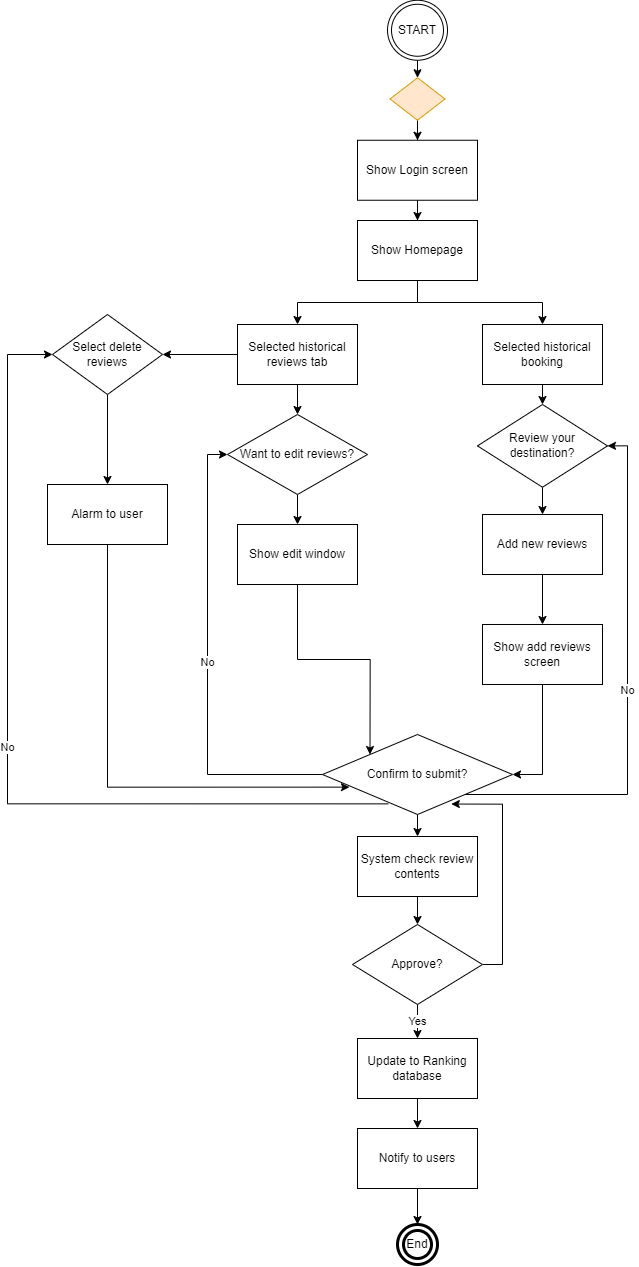 START
Show Login screen
Show Homepage
Select delete
reviews
Selected historical
reviews tab
Selected historical
booking
Want to edit reviews?
Review your
destination?
Alarm to user
Show edit window
Add new reviews
Show add reviews
screen
No
No
No
Confirm to submit?
System check review
contents
Approve?
Yes
Update to Ranking
database
Notify to users
End